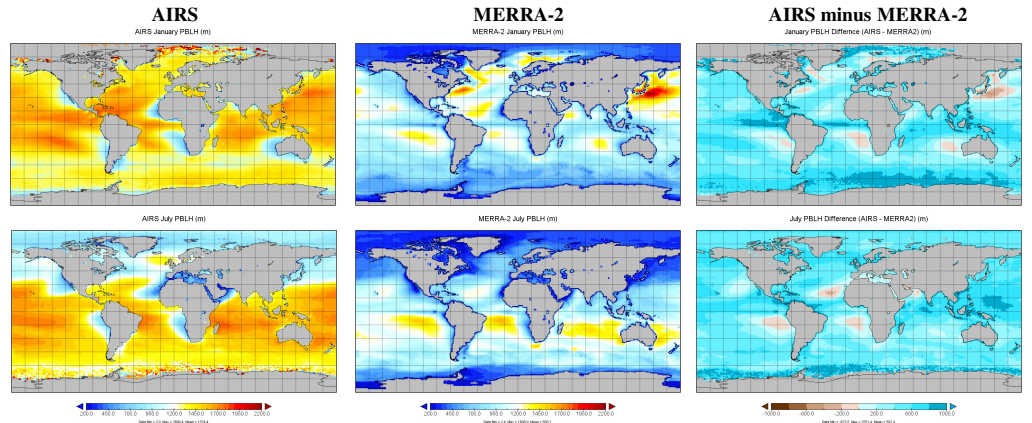 AIRS
MERRA-2
AIRS minus MERRA-2
AIRS January PBLH (m)
MERRA-2 January PBLH (m)
January PBLH Difference (AIRS - MERRA2) (m)
AIRS July PBLH (m)
MERRA-2 July PBLH (m)
July PBLH Difference (AIRS - MERRA2) (m)
200.0 450.0 700.0 950.0 1200.0 1450.0 1700.0 1950.0 2200.0
200.0 450.0 700.0 950.0 1200.0 1450.0 1700.0 1950.0 2200.0
-1000.0 -600.0 -200.0 200.0 600.0 1000.0